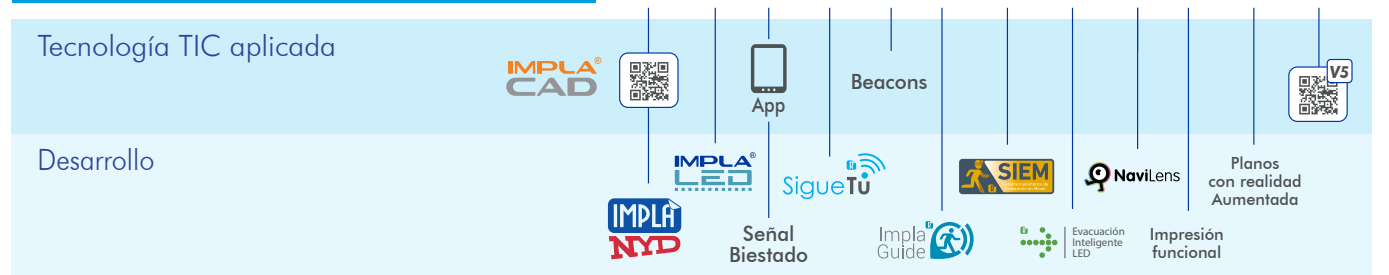 Tecnología TIC aplicada
IMPLA®
CAD
App
Beacons
V5
Desarrollo
IMPLA®
LED
SigueTú
SIEM
NaviLens
Planos
con realidad
Aumentada
IMPLA
NYD
Señal
Biestado
Impla
Guide
Evacuación
Inteligente
LED
Impresión
funcional